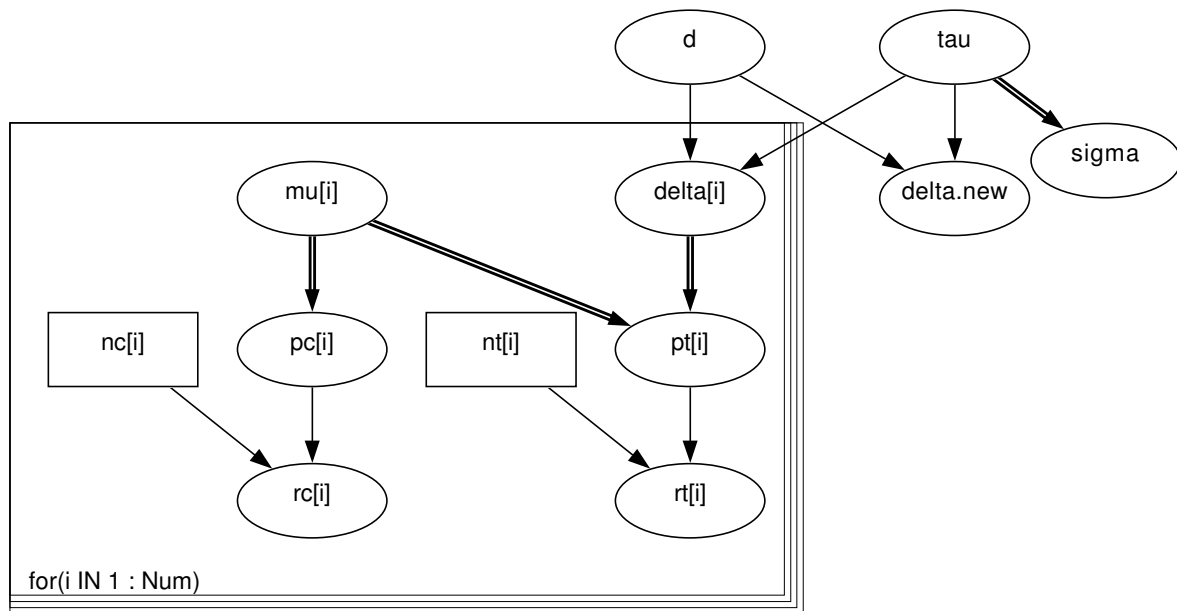 d
tau
sigma
mu[i]
delta[i]
delta.new
nc[i]
pc[i]
nt[i]
pt[i]
rc[i]
rt[i]
for(i IN 1 : Num)